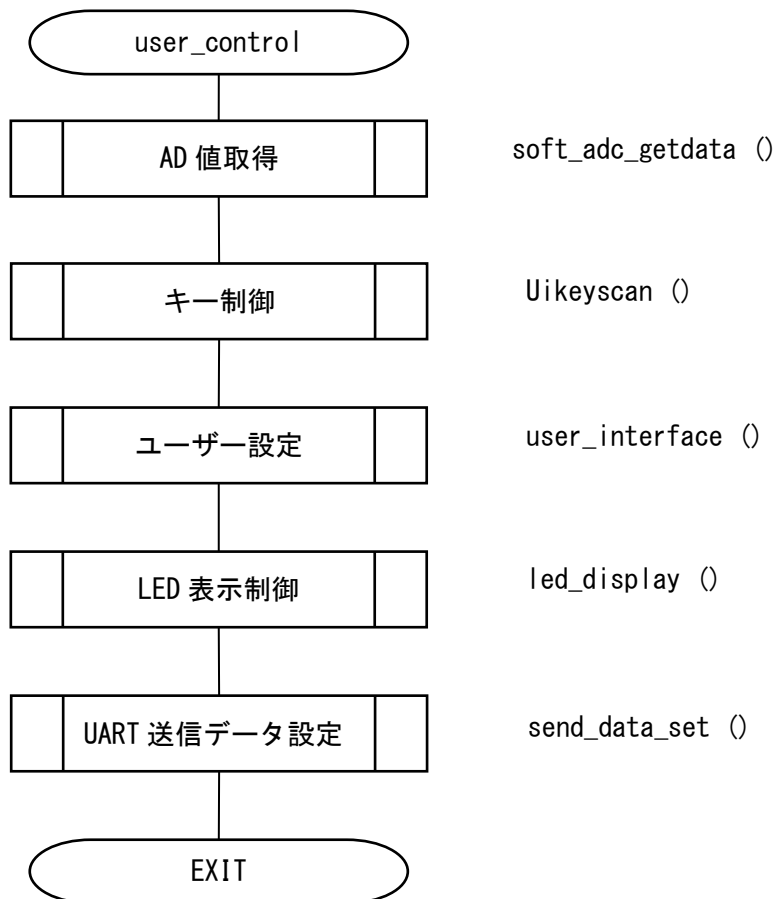 user_control
AD 値取得 soft_adc_getdata ()
キー制御 Uikeyscan ()
ユーザー設定 user_interface ()
LED 表示制御 led_display ()
UART 送信データ設定 send_data_set ()
EXIT